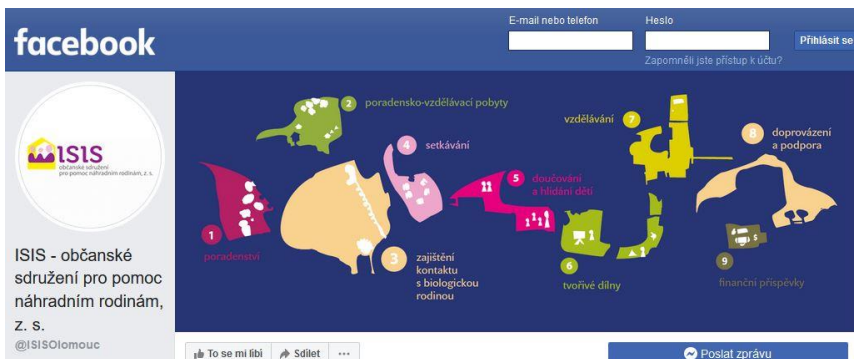 facebook
E-mail nebo telefon
Heslo
Přihlásit se
Zapomněli jste přístup k účtu?
ISIS
občanské sdružení
pro pomoc náhradním rodinám, z. s.
ISIS - občanské
sdružení pro pomoc
náhradním rodinám,
z. s.
@ISISOlomouc
1
poradenství
2 poradensko-vzdělávací pobyty
3 zajištění
kontaktu
s biologickou
rodinou
4 setkávání
5 doučování
a hlídání dětí
6
tvořivé dílny
vzdělávání 7
8 doprovázení
a podpora
9
finanční příspěvky
To se mi líbí
Sdílet
...
Poslat zprávu